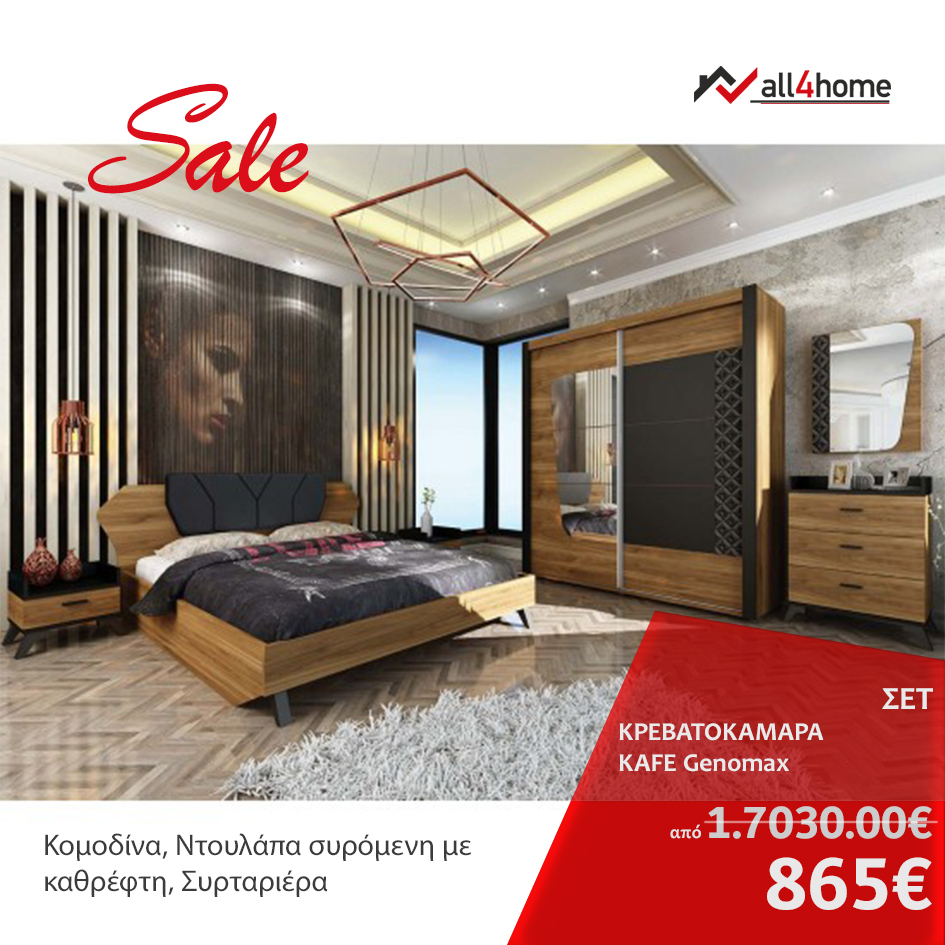 Sale
all4home
ΣΕΤ
ΚΡΕΒΑΤΟΚΑΜΑΡΑ
KAFE Genomax
από 1.7030.00€
865€
Κομοδίνα, Ντουλάπα συρόμενη με
καθρέφτη, Συρταριέρα